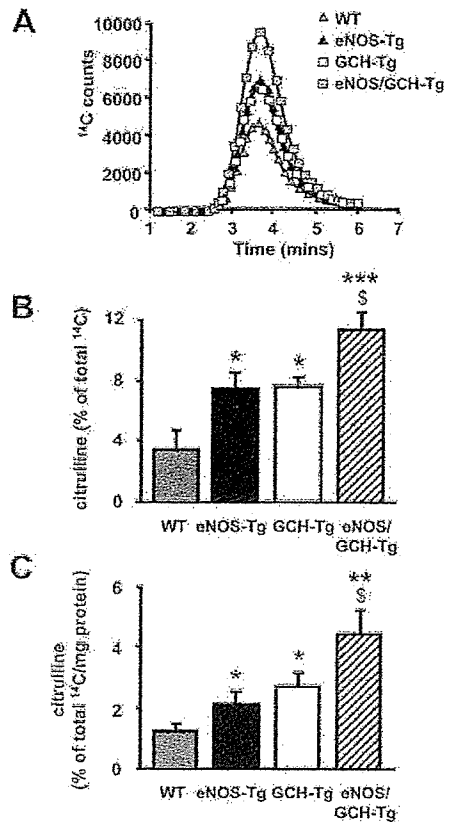 A
WT
eNOS-Tg
GCH-Tg
eNOS/GCH-Tg
¹⁴C counts
10000
8000
6000
4000
2000
0
1 2 3 4 5 6 7
Time (mins)
B
citrulline (% of total ¹⁴C)
12
8
4
0
*
*
***
$
WT eNOS-Tg GCH-Tg eNOS/
GCH-Tg
C
citrulline
(% of total ¹⁴C/mg protein)
6
4
2
0
*
*
**
$
WT eNOS-Tg GCH-Tg eNOS/
GCH-Tg